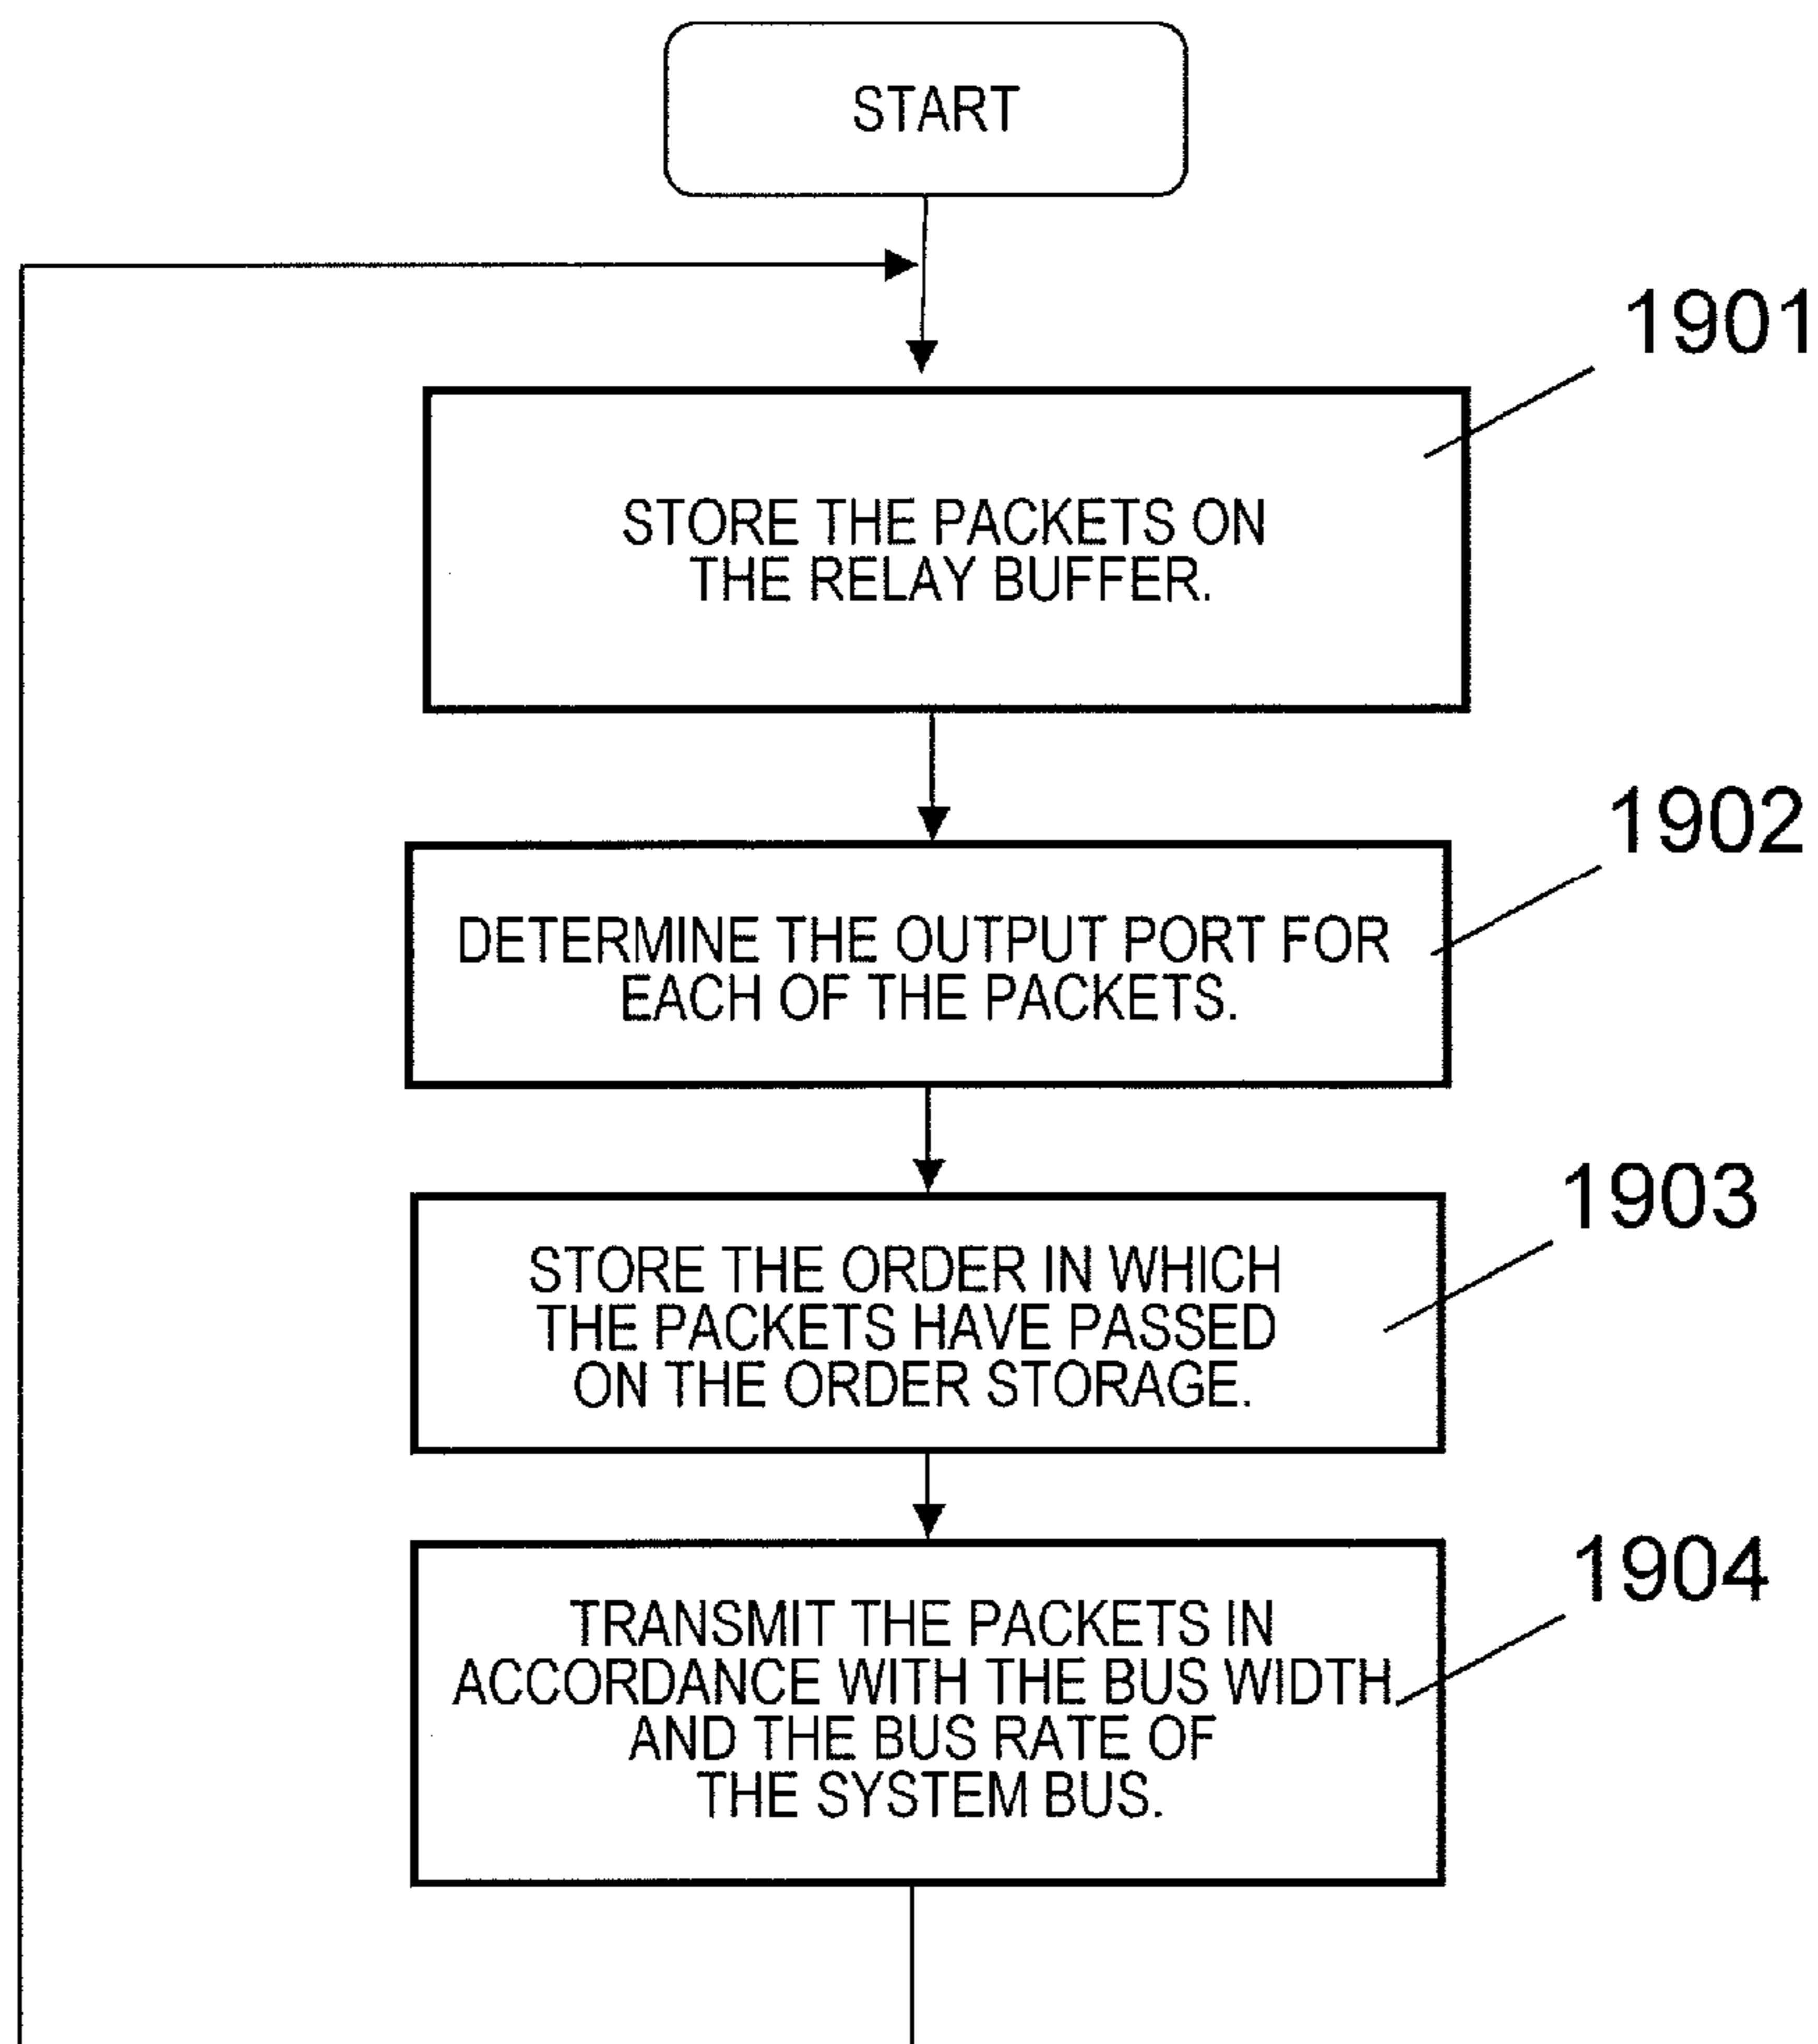 START
1901
STORE THE PACKETS ON
THE RELAY BUFFER.
1902
DETERMINE THE OUTPUT PORT FOR
EACH OF THE PACKETS.
1903
STORE THE ORDER IN WHICH
THE PACKETS HAVE PASSED
ON THE ORDER STORAGE.
1904
TRANSMIT THE PACKETS IN
ACCORDANCE WITH THE BUS WIDTH
AND THE BUS RATE OF
THE SYSTEM BUS.